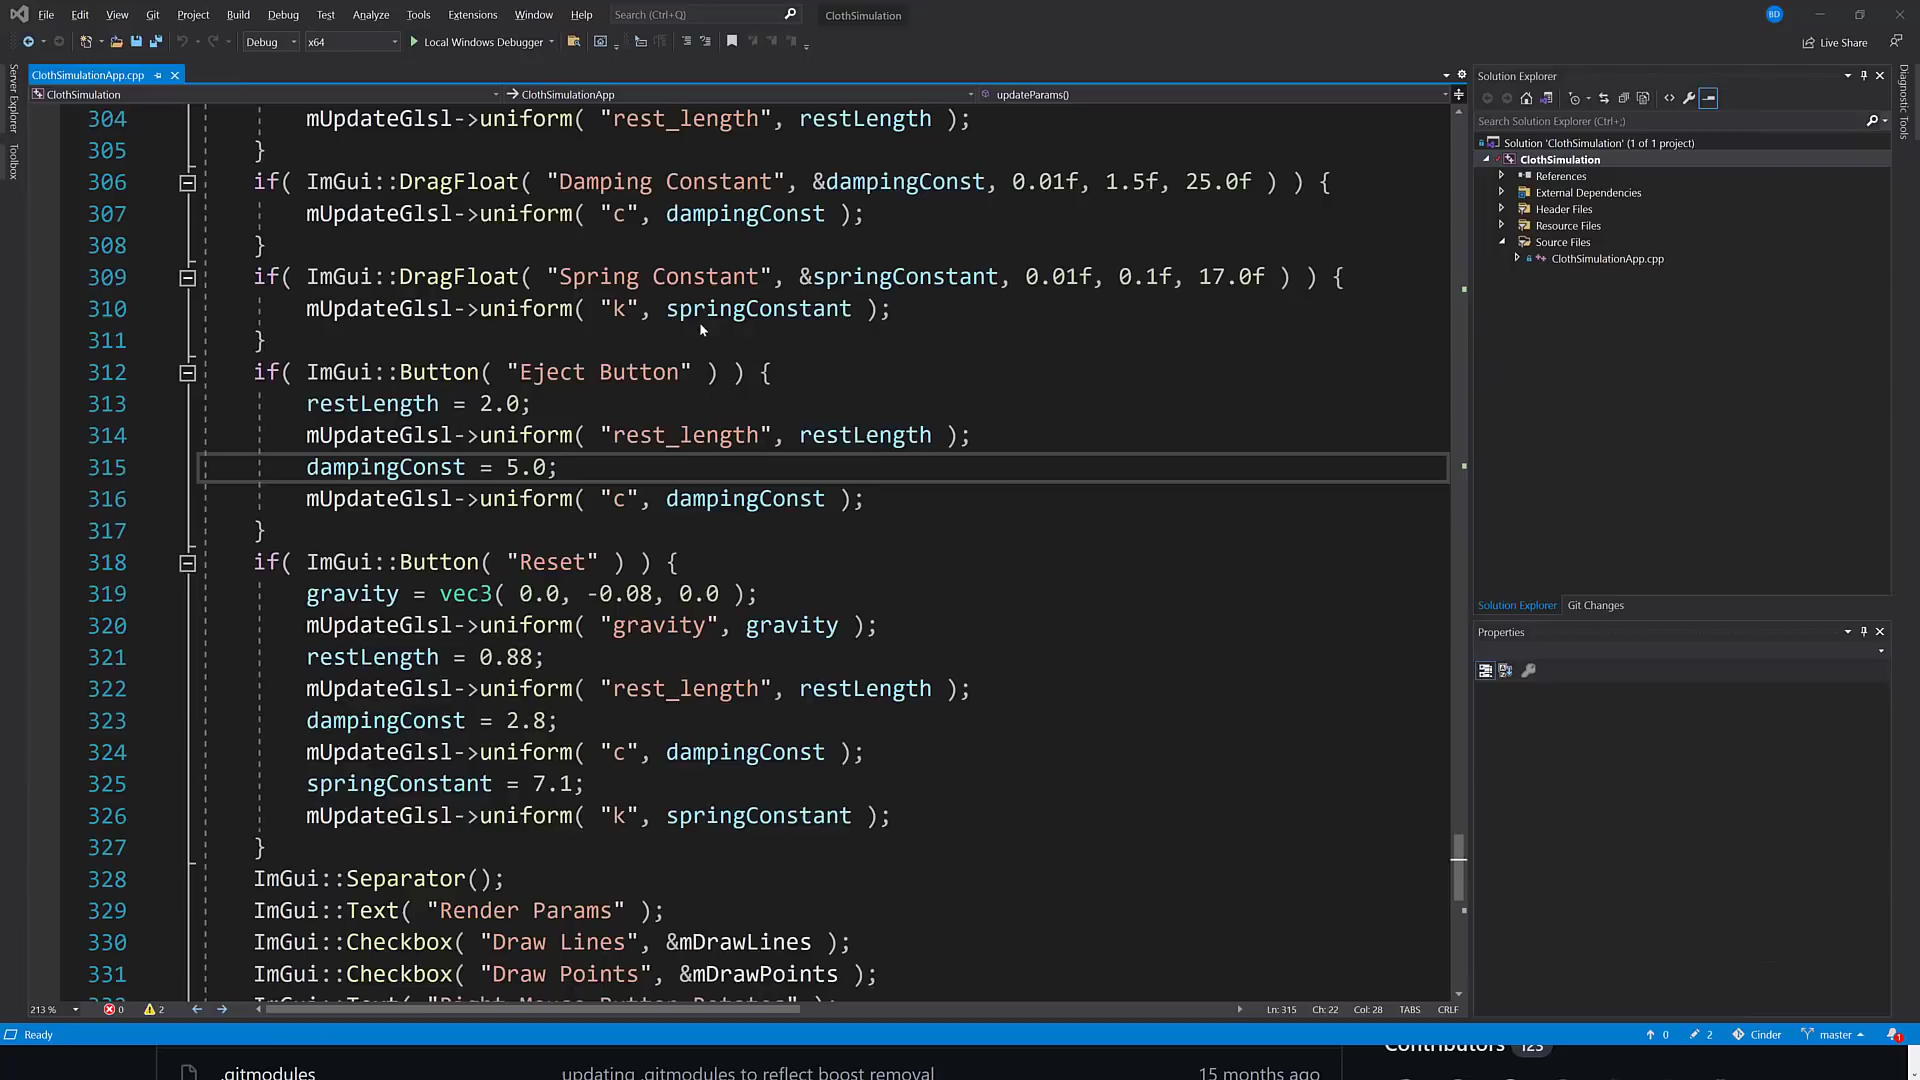 File Edit View Git Project Build Debug Test Analyze Tools Extensions Window Help Search (Ctrl+Q) ClothSimulation BD
Debug x64 Local Windows Debugger Live Share
Server Explorer
Toolbox
ClothSimulationApp.cpp
ClothSimulation ClothSimulationApp updateParams()
304 mUpdateGlsl->uniform( "rest_length", restLength );
305 }
306 if( ImGui::DragFloat( "Damping Constant", &dampingConst, 0.01f, 1.5f, 25.0f ) ) {
307 mUpdateGlsl->uniform( "c", dampingConst );
308 }
309 if( ImGui::DragFloat( "Spring Constant", &springConstant, 0.01f, 0.1f, 17.0f ) ) {
310 mUpdateGlsl->uniform( "k", springConstant );
311 }
312 if( ImGui::Button( "Eject Button" ) ) {
313 restLength = 2.0;
314 mUpdateGlsl->uniform( "rest_length", restLength );
315 dampingConst = 5.0;
316 mUpdateGlsl->uniform( "c", dampingConst );
317 }
318 if( ImGui::Button( "Reset" ) ) {
319 gravity = vec3( 0.0, -0.08, 0.0 );
320 mUpdateGlsl->uniform( "gravity", gravity );
321 restLength = 0.88;
322 mUpdateGlsl->uniform( "rest_length", restLength );
323 dampingConst = 2.8;
324 mUpdateGlsl->uniform( "c", dampingConst );
325 springConstant = 7.1;
326 mUpdateGlsl->uniform( "k", springConstant );
327 }
328 ImGui::Separator();
329 ImGui::Text( "Render Params" );
330 ImGui::Checkbox( "Draw Lines", &mDrawLines );
331 ImGui::Checkbox( "Draw Points", &mDrawPoints );
213 % 0 2 Ln: 315 Ch: 22 Col: 28 TABS CRLF
Solution Explorer
Search Solution Explorer (Ctrl+;)
Solution 'ClothSimulation' (1 of 1 project)
ClothSimulation
References
External Dependencies
Header Files
Resource Files
Source Files
ClothSimulationApp.cpp
Solution Explorer Git Changes
Properties
Diagnostic Tools
Ready 0 2 Cinder master 1
Contributors 123
.gitmodules updating .gitmodules to reflect boost removal 15 months ago